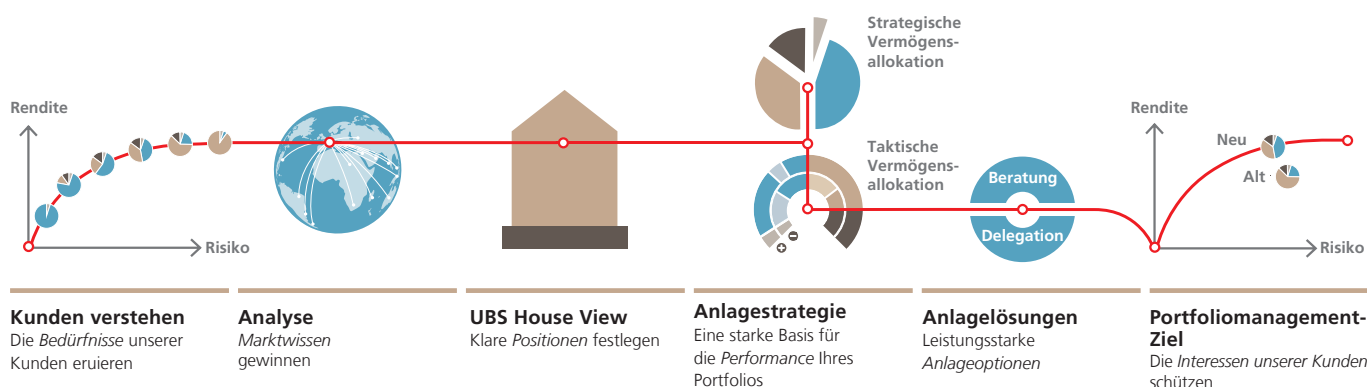 Rendite
Risiko
Strategische
Vermögens-
allokation
Taktische
Vermögens-
allokation
Beratung
Delegation
Rendite
Neu
Alt
Risiko
Kunden verstehen
Die Bedürfnisse unserer
Kunden eruieren
Analyse
Marktwissen
gewinnen
UBS House View
Klare Positionen festlegen
Anlagestrategie
Eine starke Basis für
die Performance Ihres
Portfolios
Anlagelösungen
Leistungsstarke
Anlageoptionen
Portfoliomanagement-
Ziel
Die Interessen unserer Kunden
schützen